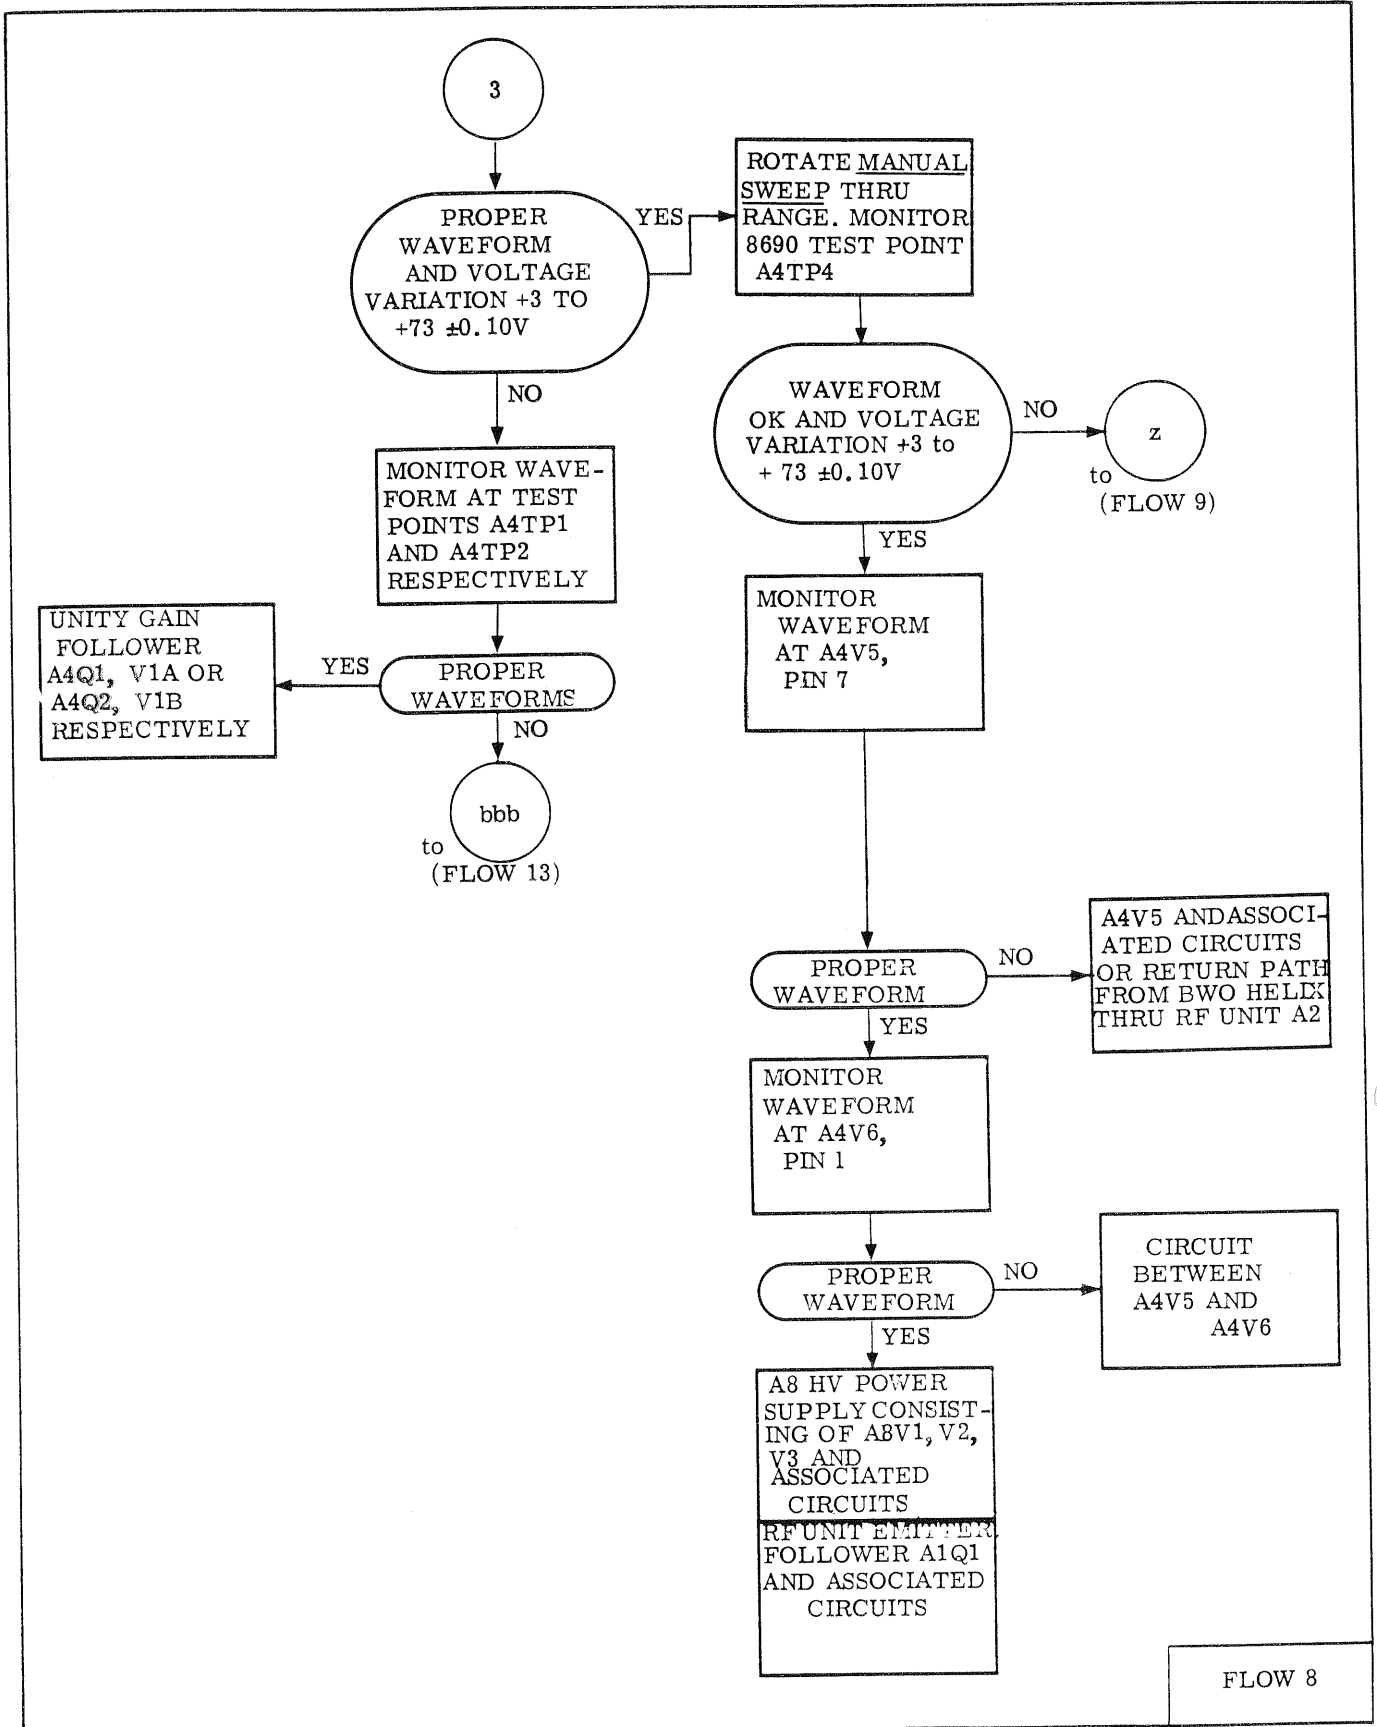 3
PROPER
WAVEFORM
AND VOLTAGE
VARIATION +3 TO
+73 ±0.10V
YES
ROTATE MANUAL
SWEEP THRU
RANGE. MONITOR
8690 TEST POINT
A4TP4
NO
MONITOR WAVE-
FORM AT TEST
POINTS A4TP1
AND A4TP2
RESPECTIVELY
WAVEFORM
OK AND VOLTAGE
VARIATION +3 to
+ 73 ±0.10V
NO
z
to
(FLOW 9)
YES
UNITY GAIN
FOLLOWER
A4Q1, V1A OR
A4Q2, V1B
RESPECTIVELY
YES
PROPER
WAVEFORMS
NO
bbb
to
(FLOW 13)
MONITOR
WAVEFORM
AT A4V5,
PIN 7
PROPER
WAVEFORM
NO
A4V5 ANDASSOCI-
ATED CIRCUITS
OR RETURN PATH
FROM BWO HELIX
THRU RF UNIT A2
YES
MONITOR
WAVEFORM
AT A4V6,
PIN 1
PROPER
WAVEFORM
NO
CIRCUIT
BETWEEN
A4V5 AND
A4V6
YES
A8 HV POWER
SUPPLY CONSIST-
ING OF A8V1, V2,
V3 AND
ASSOCIATED
CIRCUITS
RF UNIT EMITTER
FOLLOWER A1Q1
AND ASSOCIATED
CIRCUITS
FLOW 8